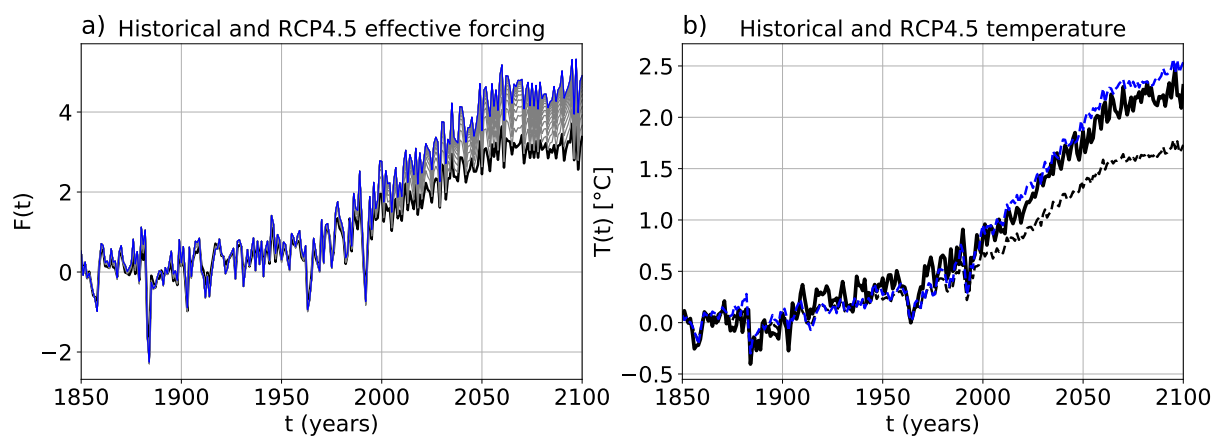 a) Historical and RCP4.5 effective forcing
F(t)
4
2
0
−2
1850 1900 1950 2000 2050 2100
t (years)
b) Historical and RCP4.5 temperature
T(t) [°C]
2.5
2.0
1.5
1.0
0.5
0.0
−0.5
1850 1900 1950 2000 2050 2100
t (years)